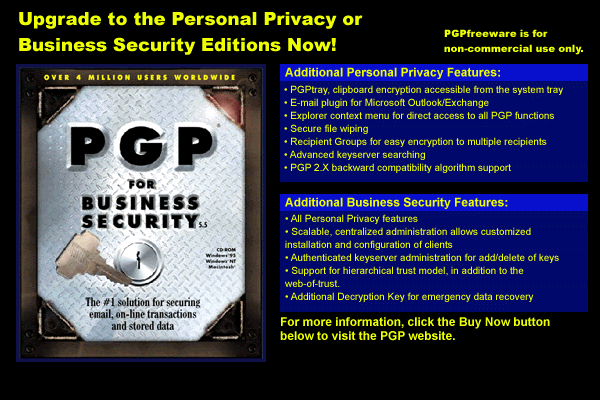 Upgrade to the Personal Privacy or
Business Security Editions Now!
PGPfreeware is for
non-commercial use only.
OVER 4 MILLION USERS WORLDWIDE
PGP
FOR
BUSINESS
SECURITY 5.5
CD-ROM
Windows 95
Windows NT
Macintosh
The #1 solution for securing
email, on-line transactions
and stored data
Additional Personal Privacy Features:
• PGPtray, clipboard encryption accessible from the system tray
• E-mail plugin for Microsoft Outlook/Exchange
• Explorer context menu for direct access to all PGP functions
• Secure file wiping
• Recipient Groups for easy encryption to multiple recipients
• Advanced keyserver searching
• PGP 2.X backward compatibility algorithm support
Additional Business Security Features:
• All Personal Privacy features
• Scalable, centralized administration allows customized
installation and configuration of clients
• Authenticated keyserver administration for add/delete of keys
• Support for hierarchical trust model, in addition to the
web-of-trust.
• Additional Decryption Key for emergency data recovery
For more information, click the Buy Now button
below to visit the PGP website.